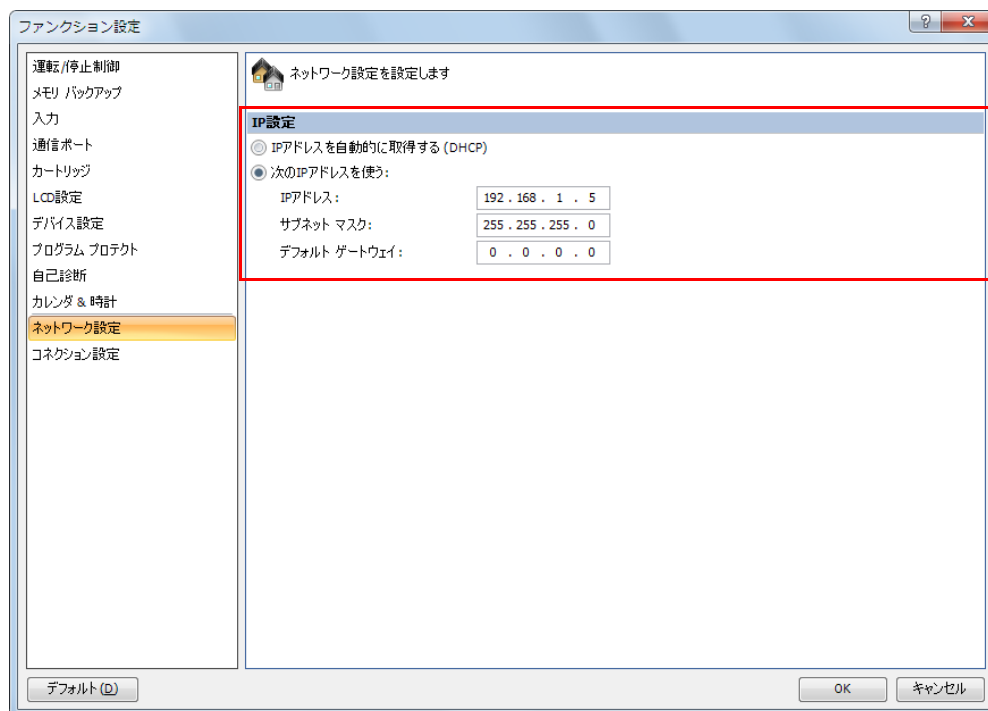 ファンクション設定
運転/停止制御
メモリ バックアップ
入力
通信ポート
カートリッジ
LCD設定
デバイス設定
プログラム プロテクト
自己診断
カレンダ & 時計
ネットワーク設定
コネクション設定
ネットワーク設定を設定します
IP設定
IPアドレスを自動的に取得する (DHCP)
次のIPアドレスを使う:
IPアドレス: 192 . 168 . 1 . 5
サブネット マスク: 255 . 255 . 255 . 0
デフォルト ゲートウェイ: 0 . 0 . 0 . 0
デフォルト(D)
OK
キャンセル